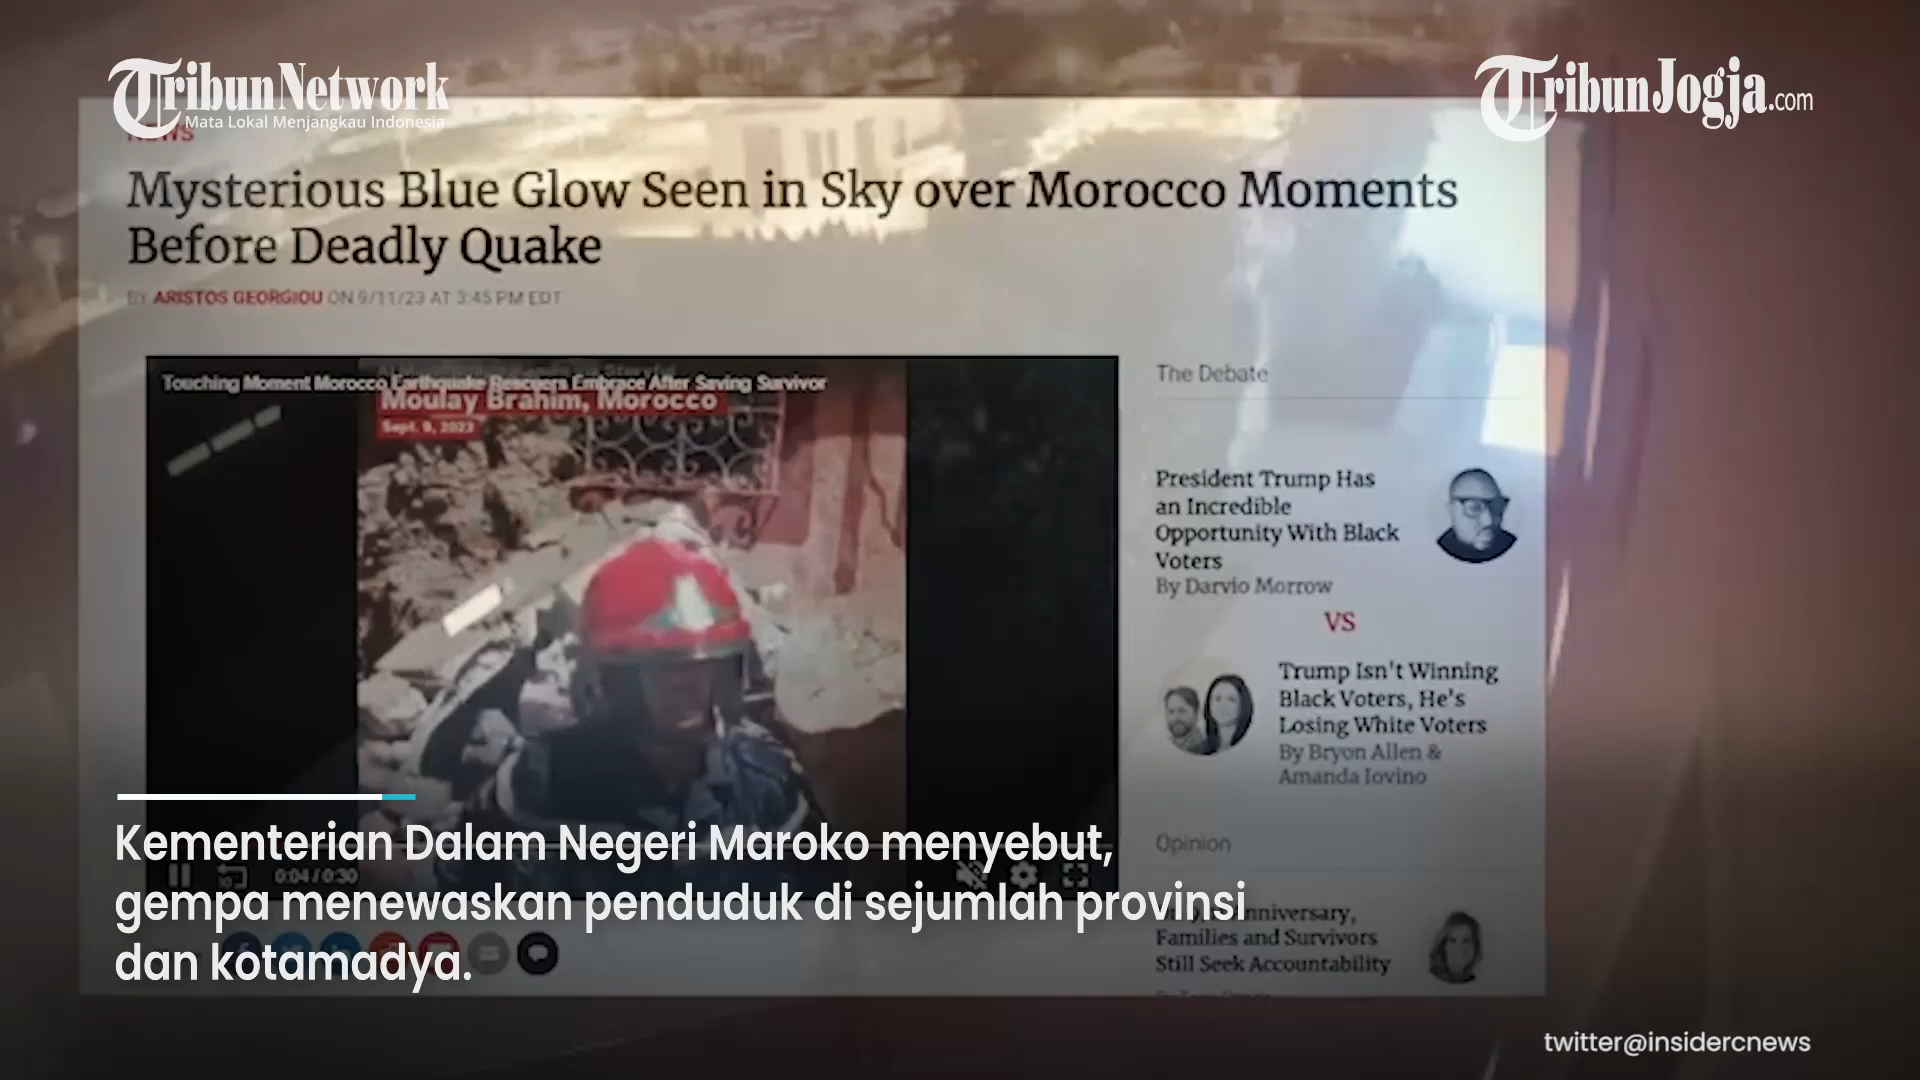 TribunNetwork
Mata Lokal Menjangkau Indonesia
TribunJogja.com
NEWS
Mysterious Blue Glow Seen in Sky over Morocco Moments
Before Deadly Quake
BY ARISTOS GEORGIOU ON 9/11/23 AT 3:45 PM EDT
Touching Moment Morocco Earthquake Rescuers Embrace After Saving Survivor
Moulay Brahim, Morocco
Sept. 9, 2023
0:04 / 0:30
The Debate
President Trump Has
an Incredible
Opportunity With Black
Voters
By Darvio Morrow
VS
Trump Isn't Winning
Black Voters, He's
Losing White Voters
By Bryon Allen &
Amanda Iovino
Opinion
Anniversary,
Families and Survivors
Still Seek Accountability
Kementerian Dalam Negeri Maroko menyebut,
gempa menewaskan penduduk di sejumlah provinsi
dan kotamadya.
twitter@insidercnews